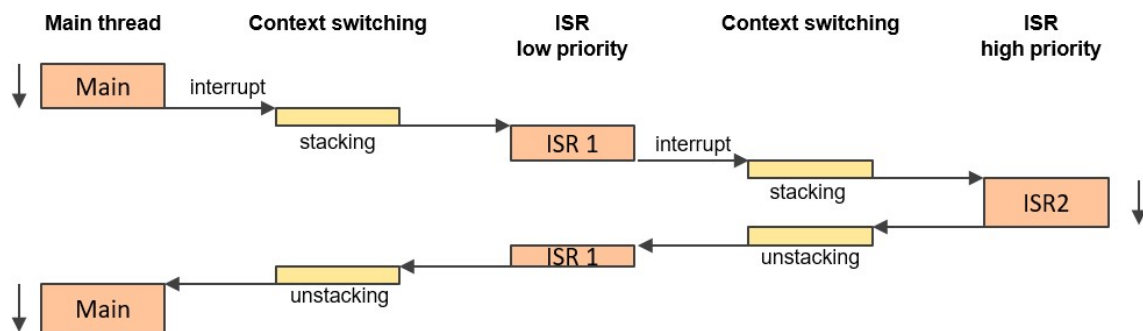 Main thread
Context switching
ISR
low priority
Context switching
ISR
high priority
Main
interrupt
stacking
ISR 1
interrupt
stacking
ISR2
unstacking
ISR 1
unstacking
Main